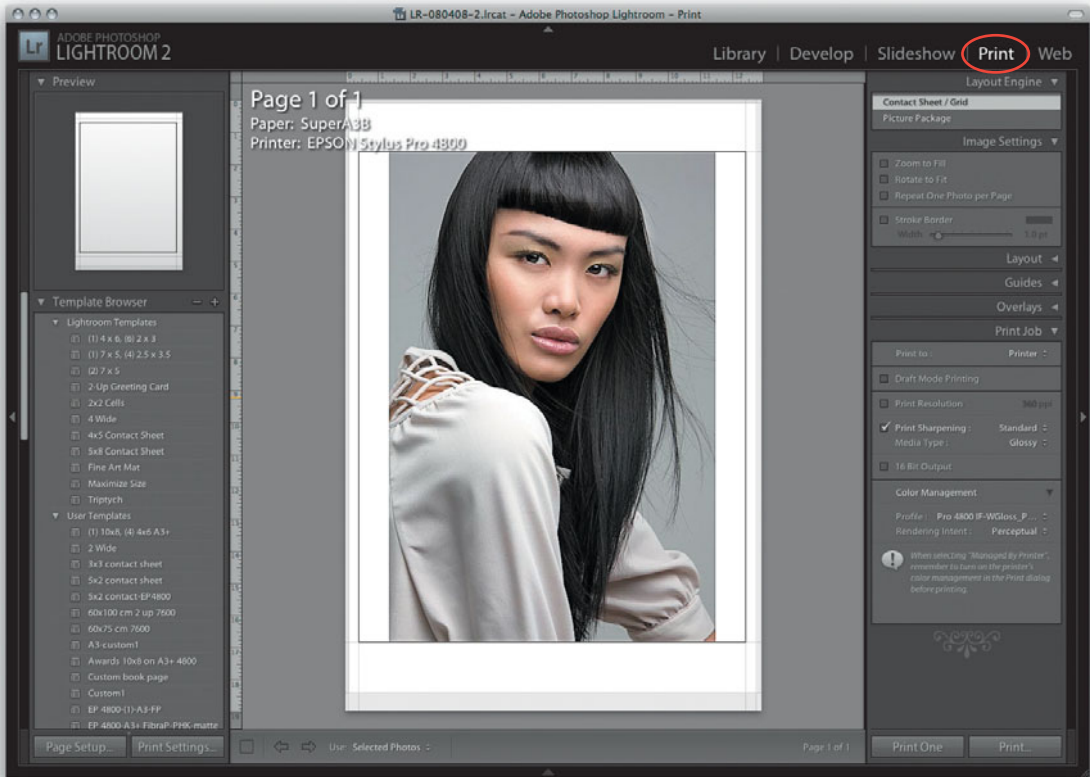 LR-080408-2.lrcat - Adobe Photoshop Lightroom - Print
Lr
ADOBE PHOTOSHOP
LIGHTROOM 2
Library | Develop | Slideshow | Print | Web
Preview
Page 1 of 1
Paper: SuperA3B
Printer: EPSON Stylus Pro 4800
Template Browser
Lightroom Templates
(1) 4 x 6, (6) 2 x 3
(1) 7 x 5, (4) 2.5 x 3.5
(2) 7 x 5
2-Up Greeting Card
2x2 Cells
4 Wide
4x5 Contact Sheet
5x8 Contact Sheet
Fine Art Mat
Maximize Size
Triptych
User Templates
(1) 10x8, (4) 4x6 A3+
2 Wide
3x3 contact sheet
5x2 contact sheet
5x2 contact-EP4800
60x100 cm 2 up 7600
60x75 cm 7600
A3-custom1
Awards 10x8 on A3+ 4800
Custom book page
Custom1
EP 4800-(1)-A3-FP
EP 4800-A3+ FibraP-PHK-matte
Page Setup...
Print Settings...
Use: Selected Photos
Page 1 of 1
Layout Engine
Contact Sheet / Grid
Picture Package
Image Settings
Zoom to Fill
Rotate to Fit
Repeat One Photo per Page
Stroke Border
Width 1.0 pt
Layout
Guides
Overlays
Print Job
Print to : Printer
Draft Mode Printing
Print Resolution 360 ppi
Print Sharpening : Standard
Media Type : Glossy
16 Bit Output
Color Management
Profile : Pro 4800 IF-WGloss_P...
Rendering Intent : Perceptual
When selecting "Managed By Printer",
remember to turn on the printer's
color management in the Print dialog
before printing.
Print One
Print...